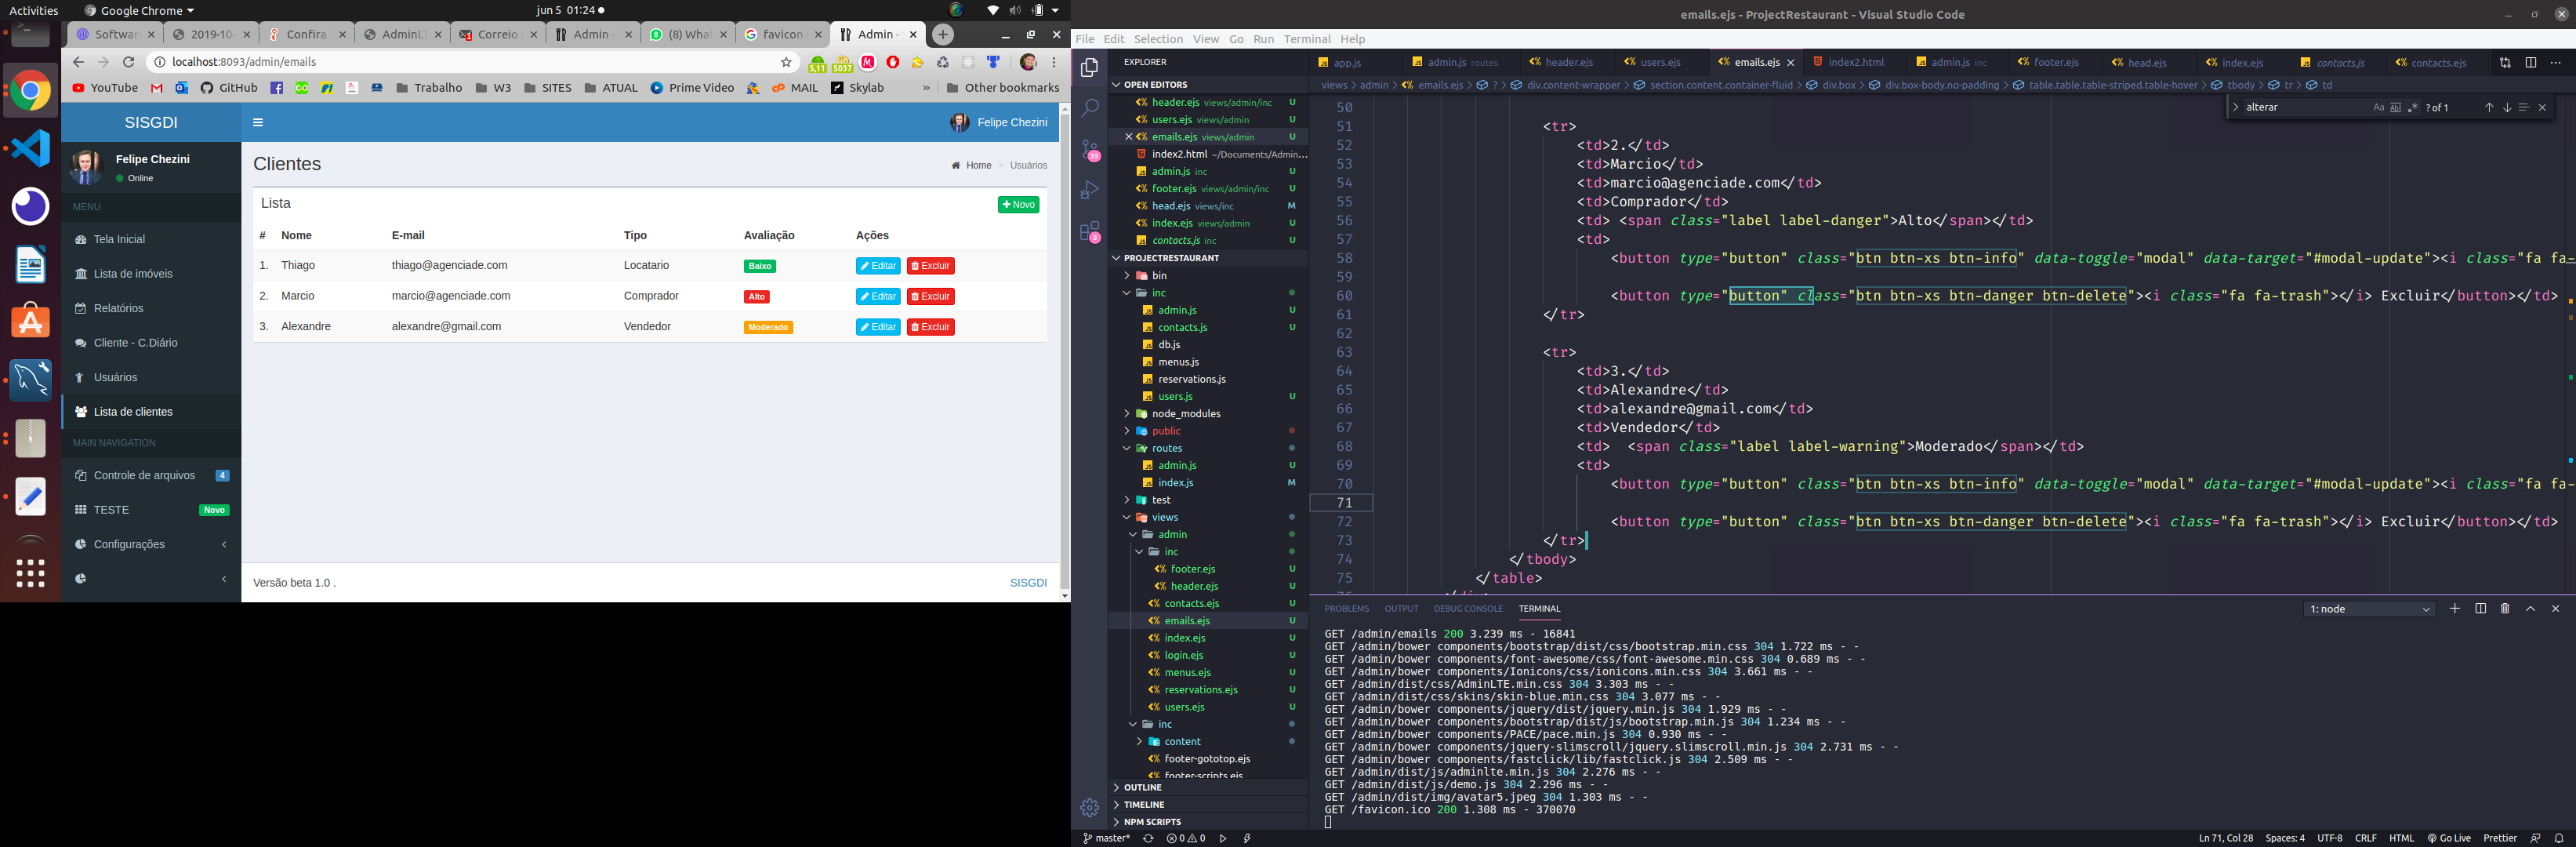 Activities
Google Chrome
jun 5 01:24
Softwar
2019-10-
Confira
AdminLT
Correio
Admin -
(8) Wha
favicon
Admin -
localhost:8093/admin/emails
YouTube
GitHub
Trabalho
W3
SITES
ATUAL
Prime Video
MAIL
Skylab
»
Other bookmarks
SISGDI
Felipe Chezini
Felipe Chezini
Online
MENU
Tela Inicial
Lista de imóveis
Relatórios
Cliente - C.Diário
Usuários
Lista de clientes
MAIN NAVIGATION
Controle de arquivos 4
TESTE Novo
Configurações
Clientes
Home > Usuários
Lista
Novo
# Nome E-mail Tipo Avaliação Ações
1. Thiago thiago@agenciade.com Locatario Baixo Editar Excluir
2. Marcio marcio@agenciade.com Comprador Alto Editar Excluir
3. Alexandre alexandre@gmail.com Vendedor Moderado Editar Excluir
Versão beta 1.0 .
SISGDI
emails.ejs - ProjectRestaurant - Visual Studio Code
File Edit Selection View Go Run Terminal Help
EXPLORER
OPEN EDITORS
header.ejs views/admin/inc U
users.ejs views/admin U
emails.ejs views/admin U
index2.html ~/Documents/Admin...
admin.js inc U
footer.ejs views/admin/inc U
head.ejs views/inc M
index.ejs views/admin U
contacts.js inc U
PROJECTRESTAURANT
bin
inc
admin.js U
contacts.js U
db.js
menus.js
reservations.js
users.js U
node_modules
public
routes
admin.js U
index.js M
test
views
admin
inc
footer.ejs U
header.ejs U
contacts.ejs U
emails.ejs U
index.ejs U
login.ejs U
menus.ejs U
reservations.ejs U
users.ejs U
inc
content
footer-gototop.ejs
footer-scripts.ejs
OUTLINE
TIMELINE
NPM SCRIPTS
app.js
admin.js routes
header.ejs
users.ejs
emails.ejs
index2.html
admin.js inc
footer.ejs
head.ejs
index.ejs
contacts.js
contacts.ejs
views > admin > emails.ejs > ? > div.content-wrapper > section.content.container-fluid > div.box > div.box-body.no-padding > table.table.table-striped.table-hover > tbody > tr > td
alterar
? of 1
50
51 <tr>
52 <td>2.</td>
53 <td>Marcio</td>
54 <td>marcio@agenciade.com</td>
55 <td>Comprador</td>
56 <td> <span class="label label-danger">Alto</span></td>
57 <td>
58 <button type="button" class="btn btn-xs btn-info" data-toggle="modal" data-target="#modal-update"><i class="fa fa-
59
60 <button type="button" class="btn btn-xs btn-danger btn-delete"><i class="fa fa-trash"></i> Excluir</button></td>
61 </tr>
62
63 <tr>
64 <td>3.</td>
65 <td>Alexandre</td>
66 <td>alexandre@gmail.com</td>
67 <td>Vendedor</td>
68 <td> <span class="label label-warning">Moderado</span></td>
69 <td>
70 <button type="button" class="btn btn-xs btn-info" data-toggle="modal" data-target="#modal-update"><i class="fa fa-
71
72 <button type="button" class="btn btn-xs btn-danger btn-delete"><i class="fa fa-trash"></i> Excluir</button></td>
73 </tr>
74 </tbody>
75 </table>
PROBLEMS OUTPUT DEBUG CONSOLE TERMINAL
1: node
GET /admin/emails 200 3.239 ms - 16841
GET /admin/bower components/bootstrap/dist/css/bootstrap.min.css 304 1.722 ms - -
GET /admin/bower components/font-awesome/css/font-awesome.min.css 304 0.689 ms - -
GET /admin/bower components/Ionicons/css/ionicons.min.css 304 3.661 ms - -
GET /admin/dist/css/AdminLTE.min.css 304 3.303 ms - -
GET /admin/dist/css/skins/skin-blue.min.css 304 3.077 ms - -
GET /admin/bower components/jquery/dist/jquery.min.js 304 1.929 ms - -
GET /admin/bower components/bootstrap/dist/js/bootstrap.min.js 304 1.234 ms - -
GET /admin/bower components/PACE/pace.min.js 304 0.930 ms - -
GET /admin/bower components/jquery-slimscroll/jquery.slimscroll.min.js 304 2.731 ms - -
GET /admin/bower components/fastclick/lib/fastclick.js 304 2.509 ms - -
GET /admin/dist/js/adminlte.min.js 304 2.276 ms - -
GET /admin/dist/js/demo.js 304 2.296 ms - -
GET /admin/dist/img/avatar5.jpeg 304 1.303 ms - -
GET /favicon.ico 200 1.308 ms - 370070
master* 0 0
Ln 71, Col 28 Spaces: 4 UTF-8 CRLF HTML Go Live Prettier